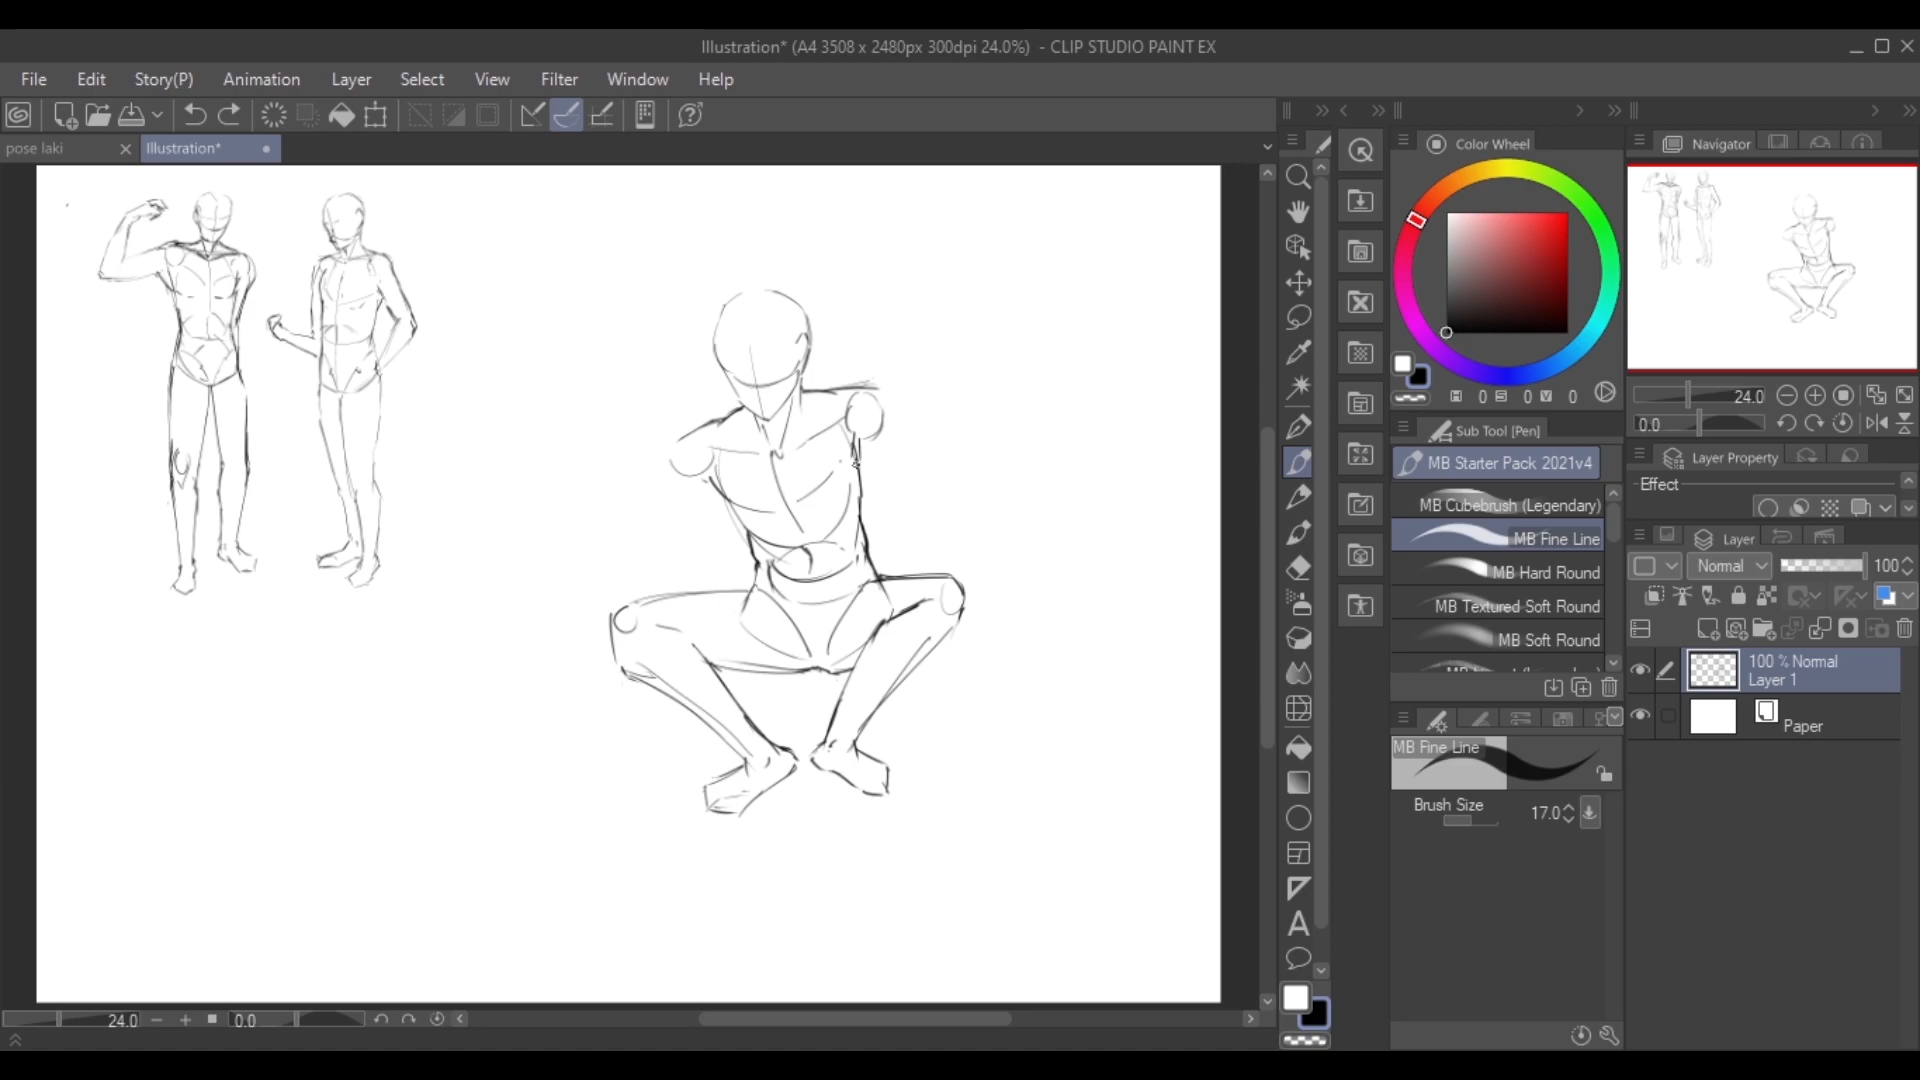 Illustration* (A4 3508 x 2480px 300dpi 24.0%) - CLIP STUDIO PAINT EX
File Edit Story(P) Animation Layer Select View Filter Window Help
pose laki
Illustration*
Color Wheel
H 0 S 0 V 0
Navigator
24.0
0.0
Sub Tool [Pen]
MB Starter Pack 2021v4
MB Cubebrush (Legendary)
MB Fine Line
MB Hard Round
MB Textured Soft Round
MB Soft Round
MB Fine Line
Brush Size 17.0
Layer Property
Effect
Layer
Normal 100
100 % Normal
Layer 1
Paper
24.0 0.0